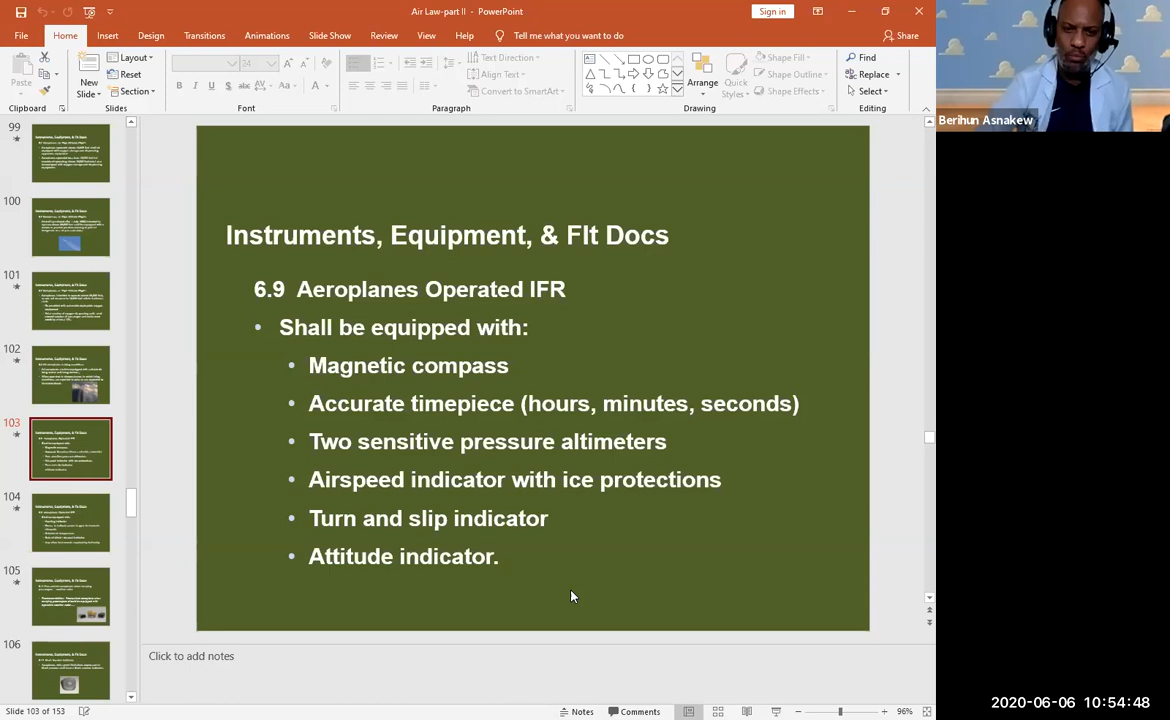 Air Law-part II - PowerPoint
Sign in
File Home Insert Design Transitions Animations Slide Show Review View Help Tell me what you want to do Share
Paste
New Slide
Layout
Reset
Section
24
B I U S abc AV Aa A
Text Direction
Align Text
Convert to SmartArt
Arrange
Quick Styles
Shape Fill
Shape Outline
Shape Effects
Find
Replace
Select
Clipboard Slides Font Paragraph Drawing Editing
Berihun Asnakew
99
100
101
102
103
104
105
106
Instruments, Equipment, & Flt Docs
6.9 Aeroplanes Operated IFR
• Shall be equipped with:
• Magnetic compass
• Accurate timepiece (hours, minutes, seconds)
• Two sensitive pressure altimeters
• Airspeed indicator with ice protections
• Turn and slip indicator
• Attitude indicator.
Click to add notes
Slide 103 of 153
Notes
Comments
96%
2020-06-06 10:54:48